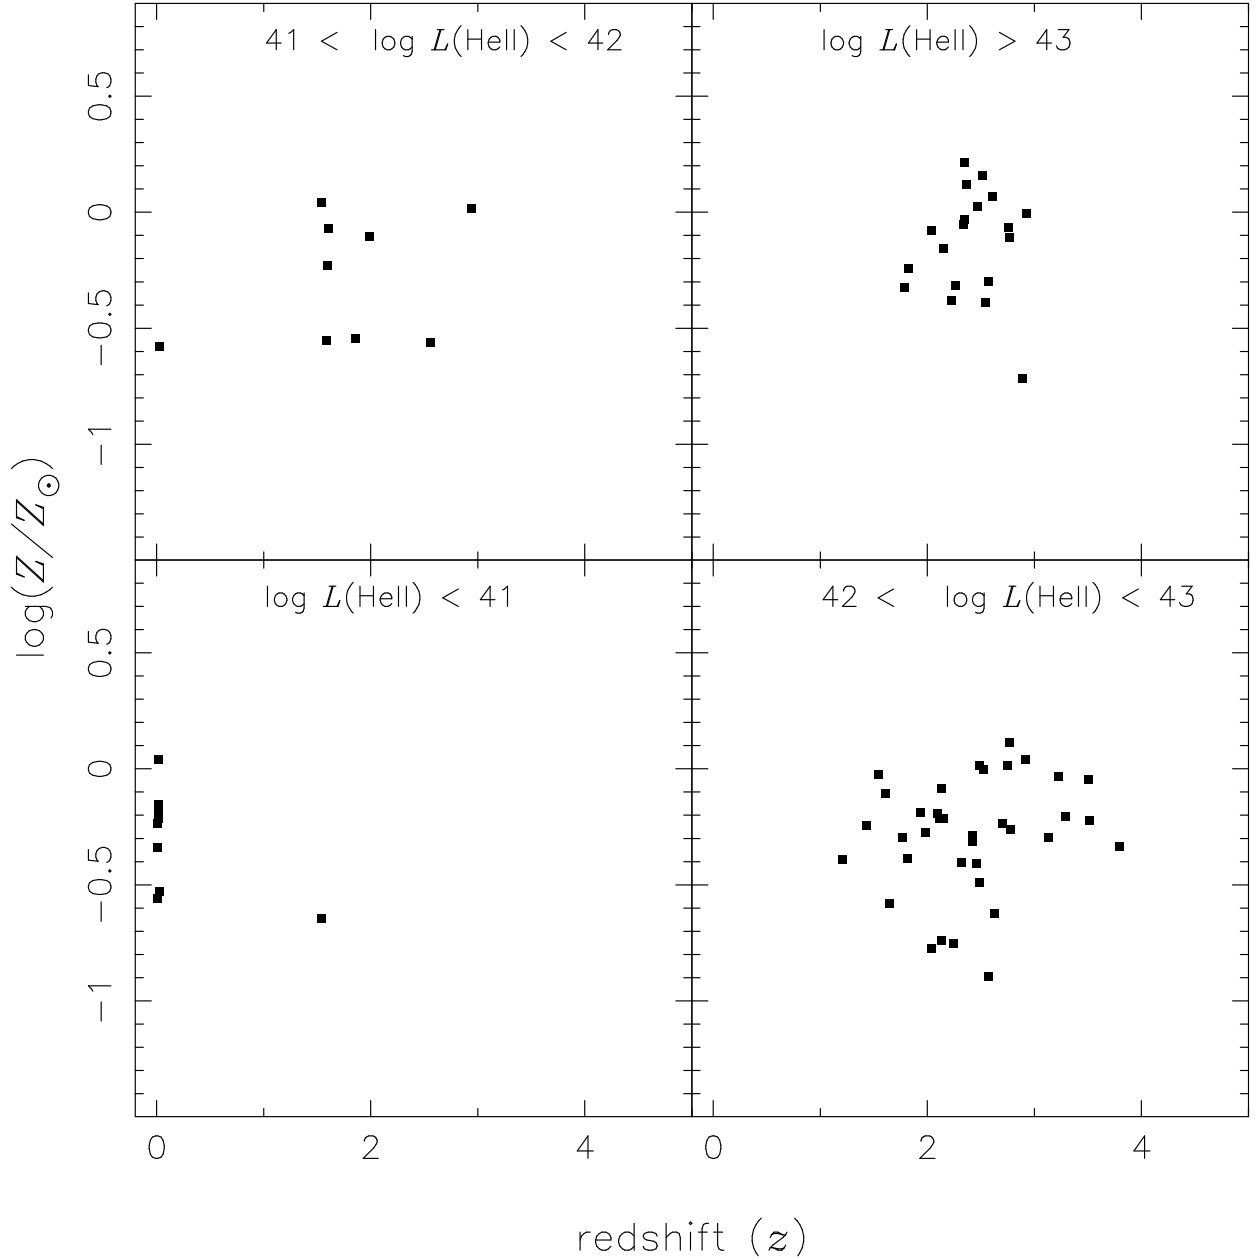 41 < log L(HeII) < 42
log L(HeII) > 43
0.5
0
−0.5
−1
log(Z/Z⊙)
log L(HeII) < 41
42 < log L(HeII) < 43
0.5
0
−0.5
−1
0 2 4 0 2 4
redshift (z)